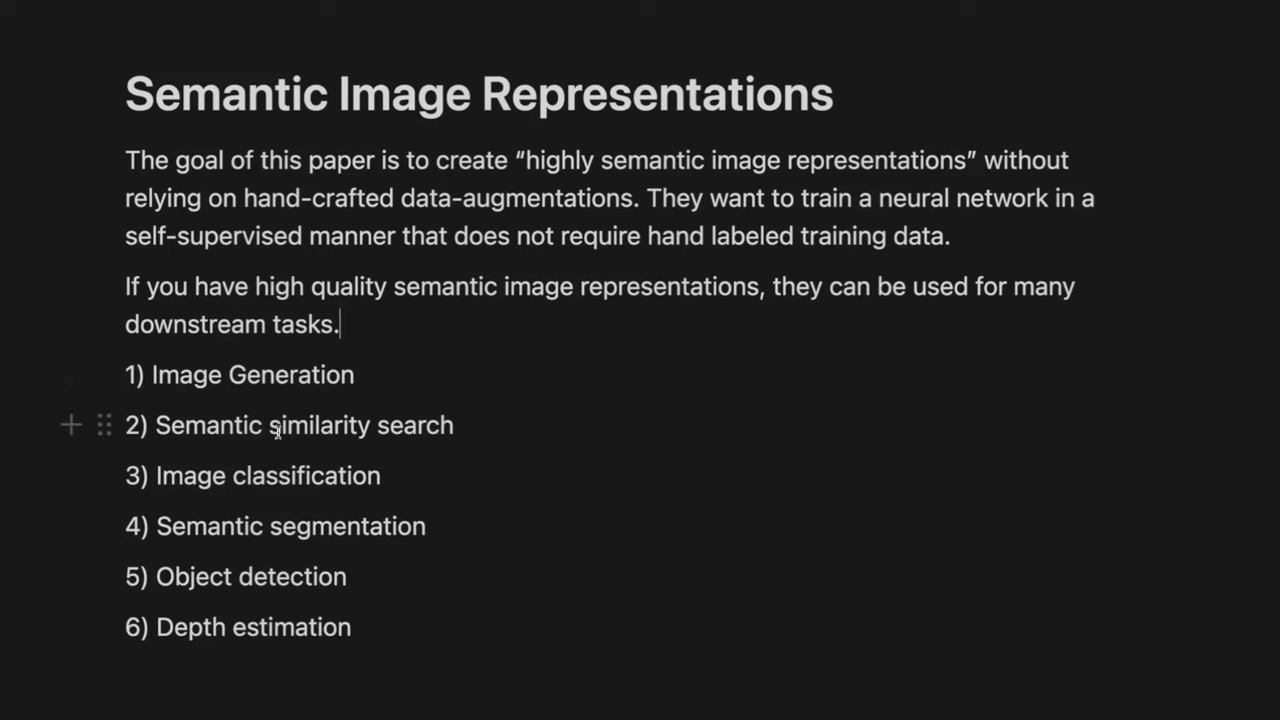 Semantic Image Representations
The goal of this paper is to create “highly semantic image representations” without
relying on hand-crafted data-augmentations. They want to train a neural network in a
self-supervised manner that does not require hand labeled training data.
If you have high quality semantic image representations, they can be used for many
downstream tasks.
1) Image Generation
2) Semantic similarity search
3) Image classification
4) Semantic segmentation
5) Object detection
6) Depth estimation